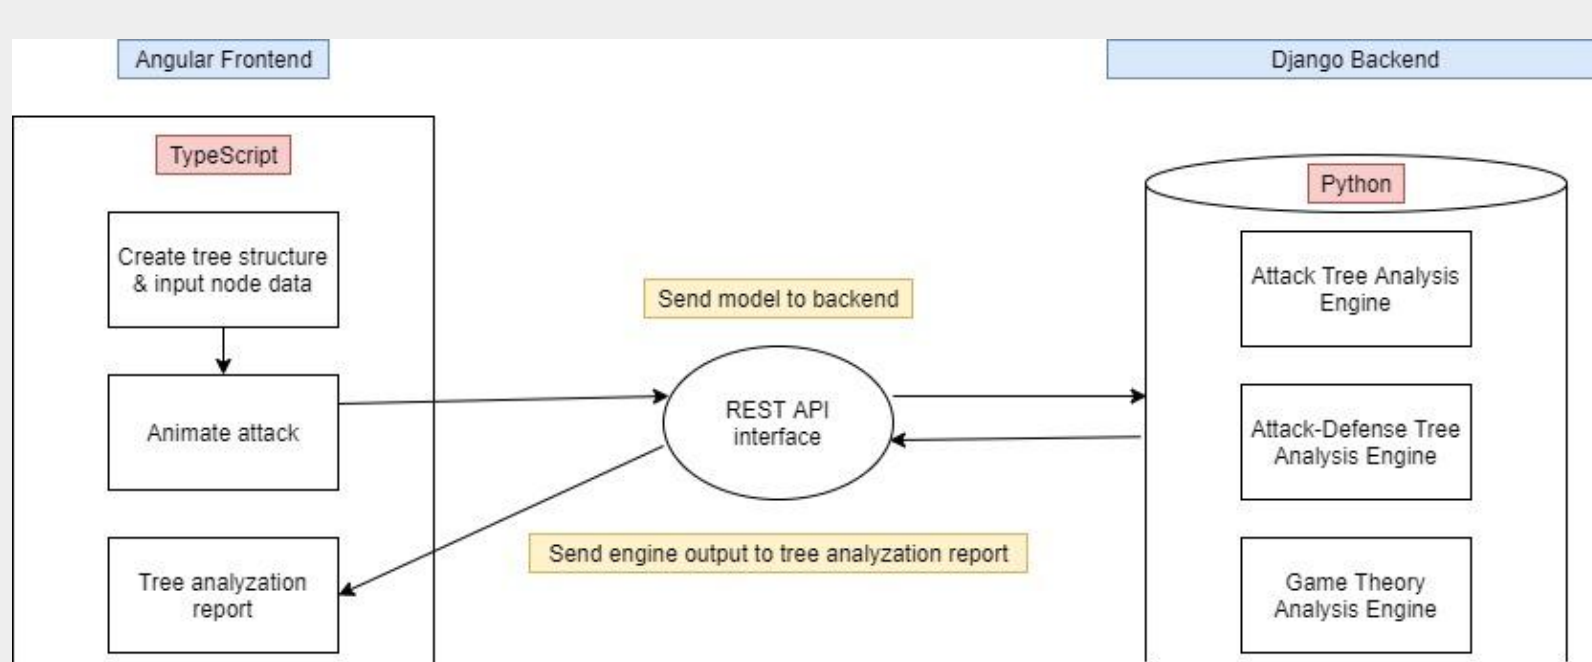 Angular Frontend
Django Backend
TypeScript
Create tree structure
& input node data
Animate attack
Tree analyzation
report
Send model to backend
REST API
interface
Send engine output to tree analyzation report
Python
Attack Tree Analysis
Engine
Attack-Defense Tree
Analysis Engine
Game Theory
Analysis Engine